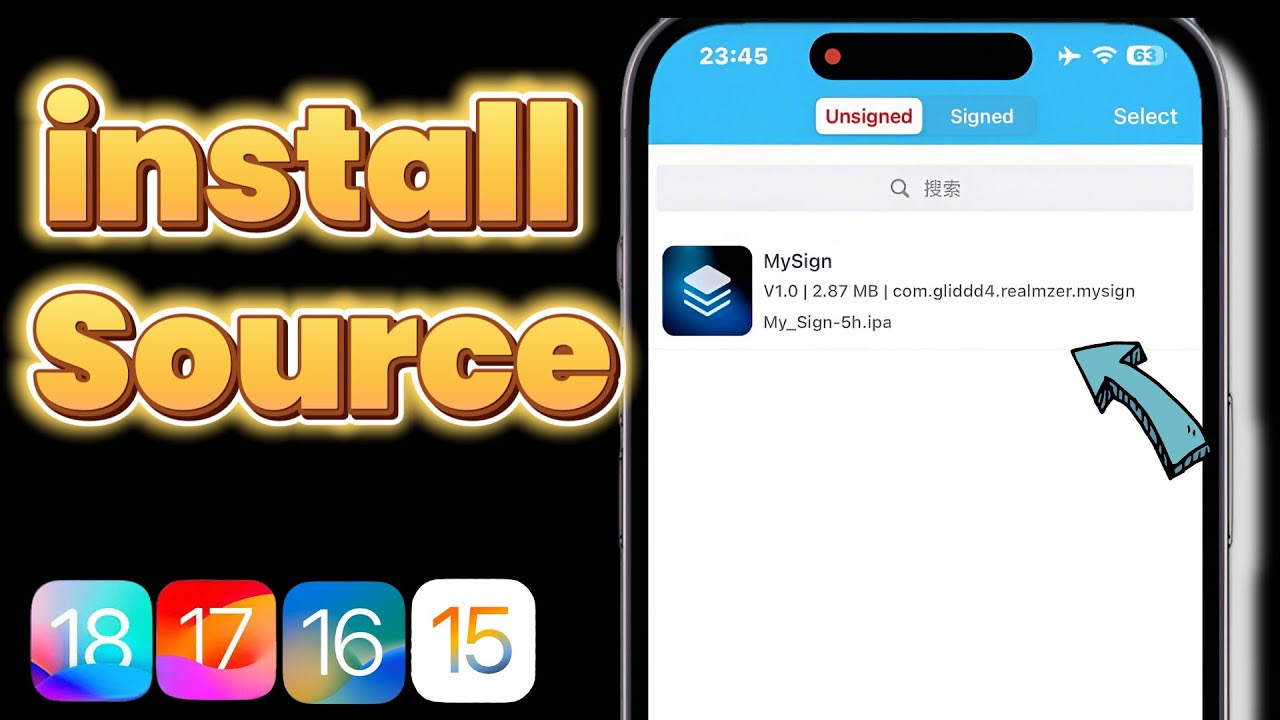 install
Source
18 17 16 15
23:45
63
Unsigned Signed Select
搜索
MySign
V1.0 | 2.87 MB | com.gliddd4.realmzer.mysign
My_Sign-5h.ipa